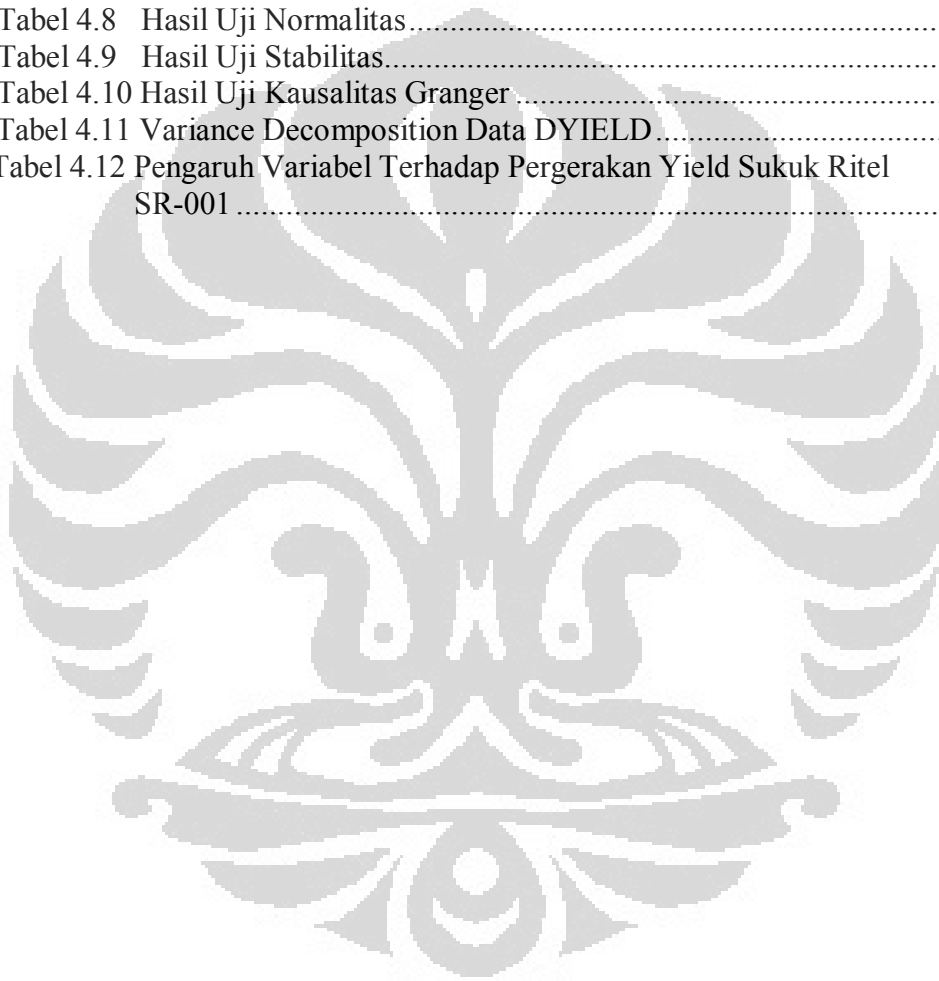 Tabel 4.8 Hasil Uji Normalitas................................................................
Tabel 4.9 Hasil Uji Stabilitas...................................................................
Tabel 4.10 Hasil Uji Kausalitas Granger ....................................................
Tabel 4.11 Variance Decomposition Data DYIELD ...................................
Tabel 4.12 Pengaruh Variabel Terhadap Pergerakan Yield Sukuk Ritel
SR-001 ......................................................................................